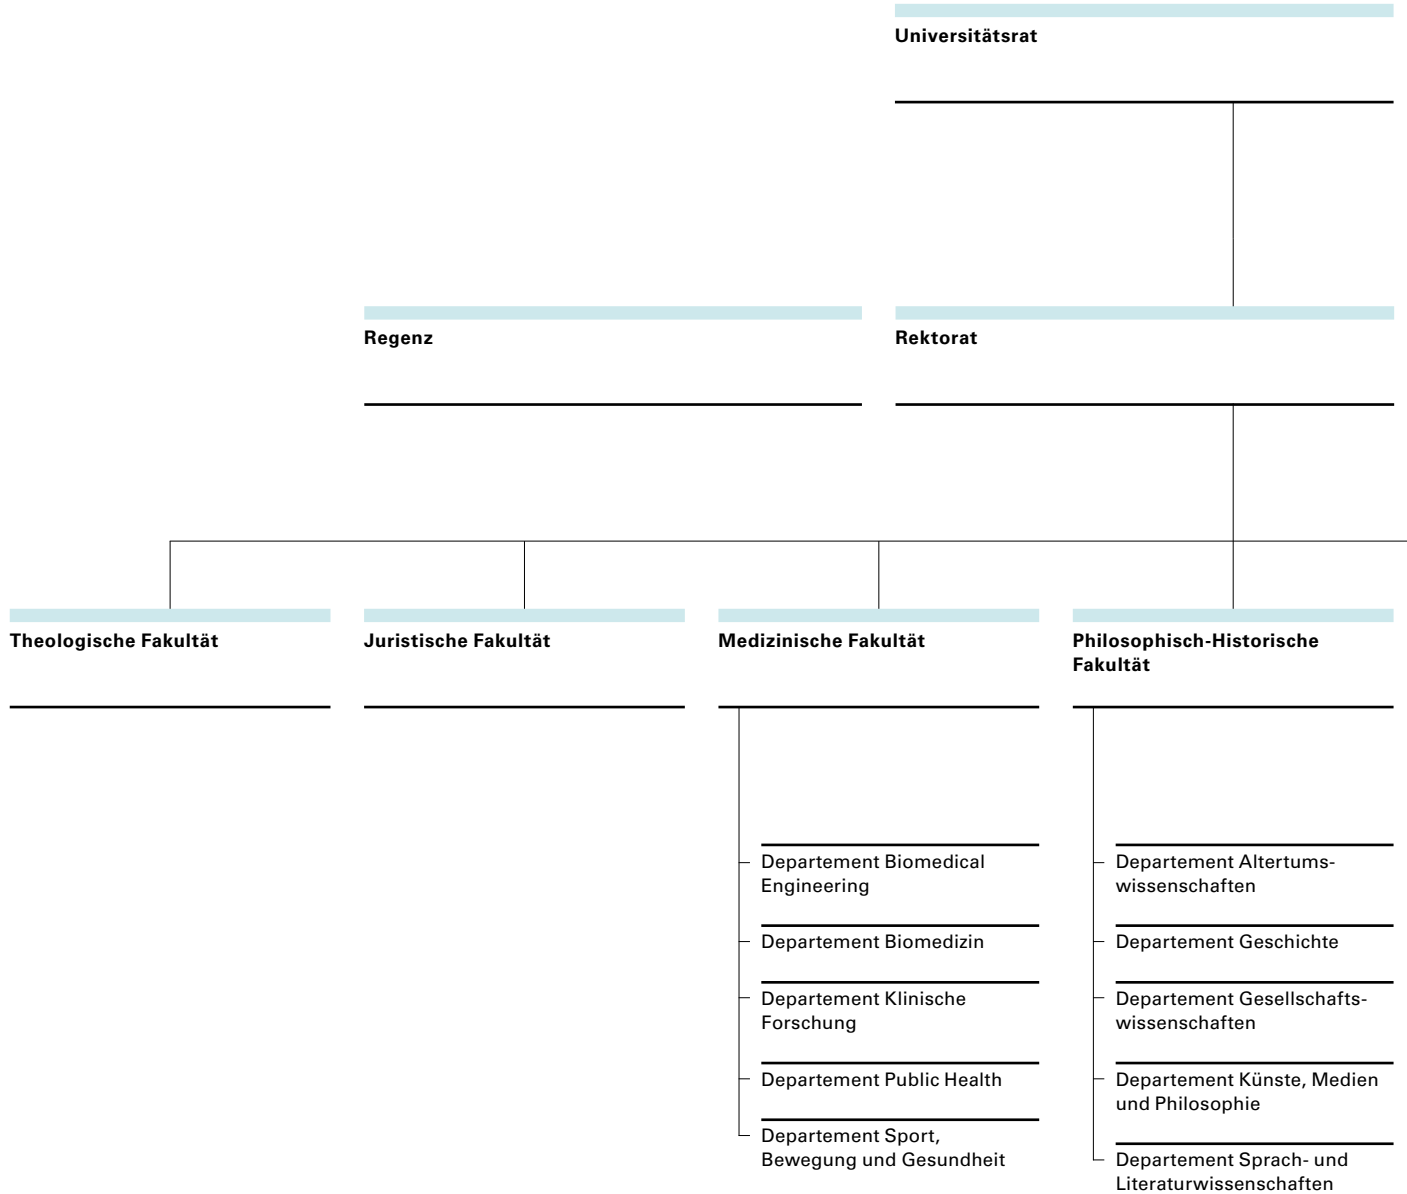 Universitätsrat
Regenz
Rektorat
Theologische Fakultät
Juristische Fakultät
Medizinische Fakultät
Philosophisch-Historische
Fakultät
Departement Biomedical
Engineering
Departement Biomedizin
Departement Klinische
Forschung
Departement Public Health
Departement Sport,
Bewegung und Gesundheit
Departement Altertums-
wissenschaften
Departement Geschichte
Departement Gesellschafts-
wissenschaften
Departement Künste, Medien
und Philosophie
Departement Sprach- und
Literaturwissenschaften